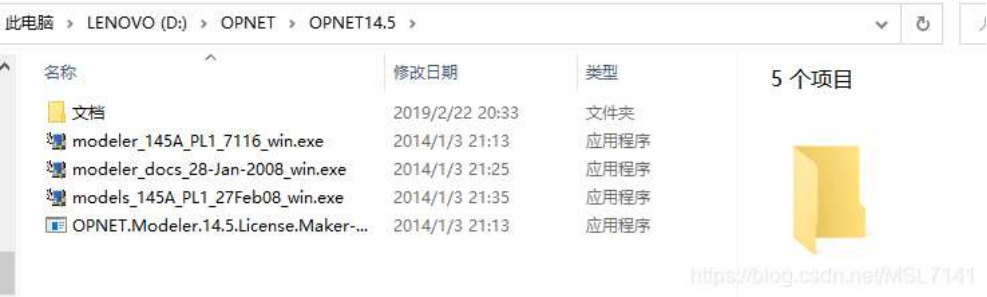 此电脑 › LENOVO (D:) › OPNET › OPNET14.5 ›
名称 修改日期 类型
5 个项目
文档 2019/2/22 20:33 文件夹
modeler_145A_PL1_7116_win.exe 2014/1/3 21:13 应用程序
modeler_docs_28-Jan-2008_win.exe 2014/1/3 21:25 应用程序
models_145A_PL1_27Feb08_win.exe 2014/1/3 21:35 应用程序
OPNET.Modeler.14.5.License.Maker-... 2014/1/3 21:13 应用程序
https://blog.csdn.net/MSL7141